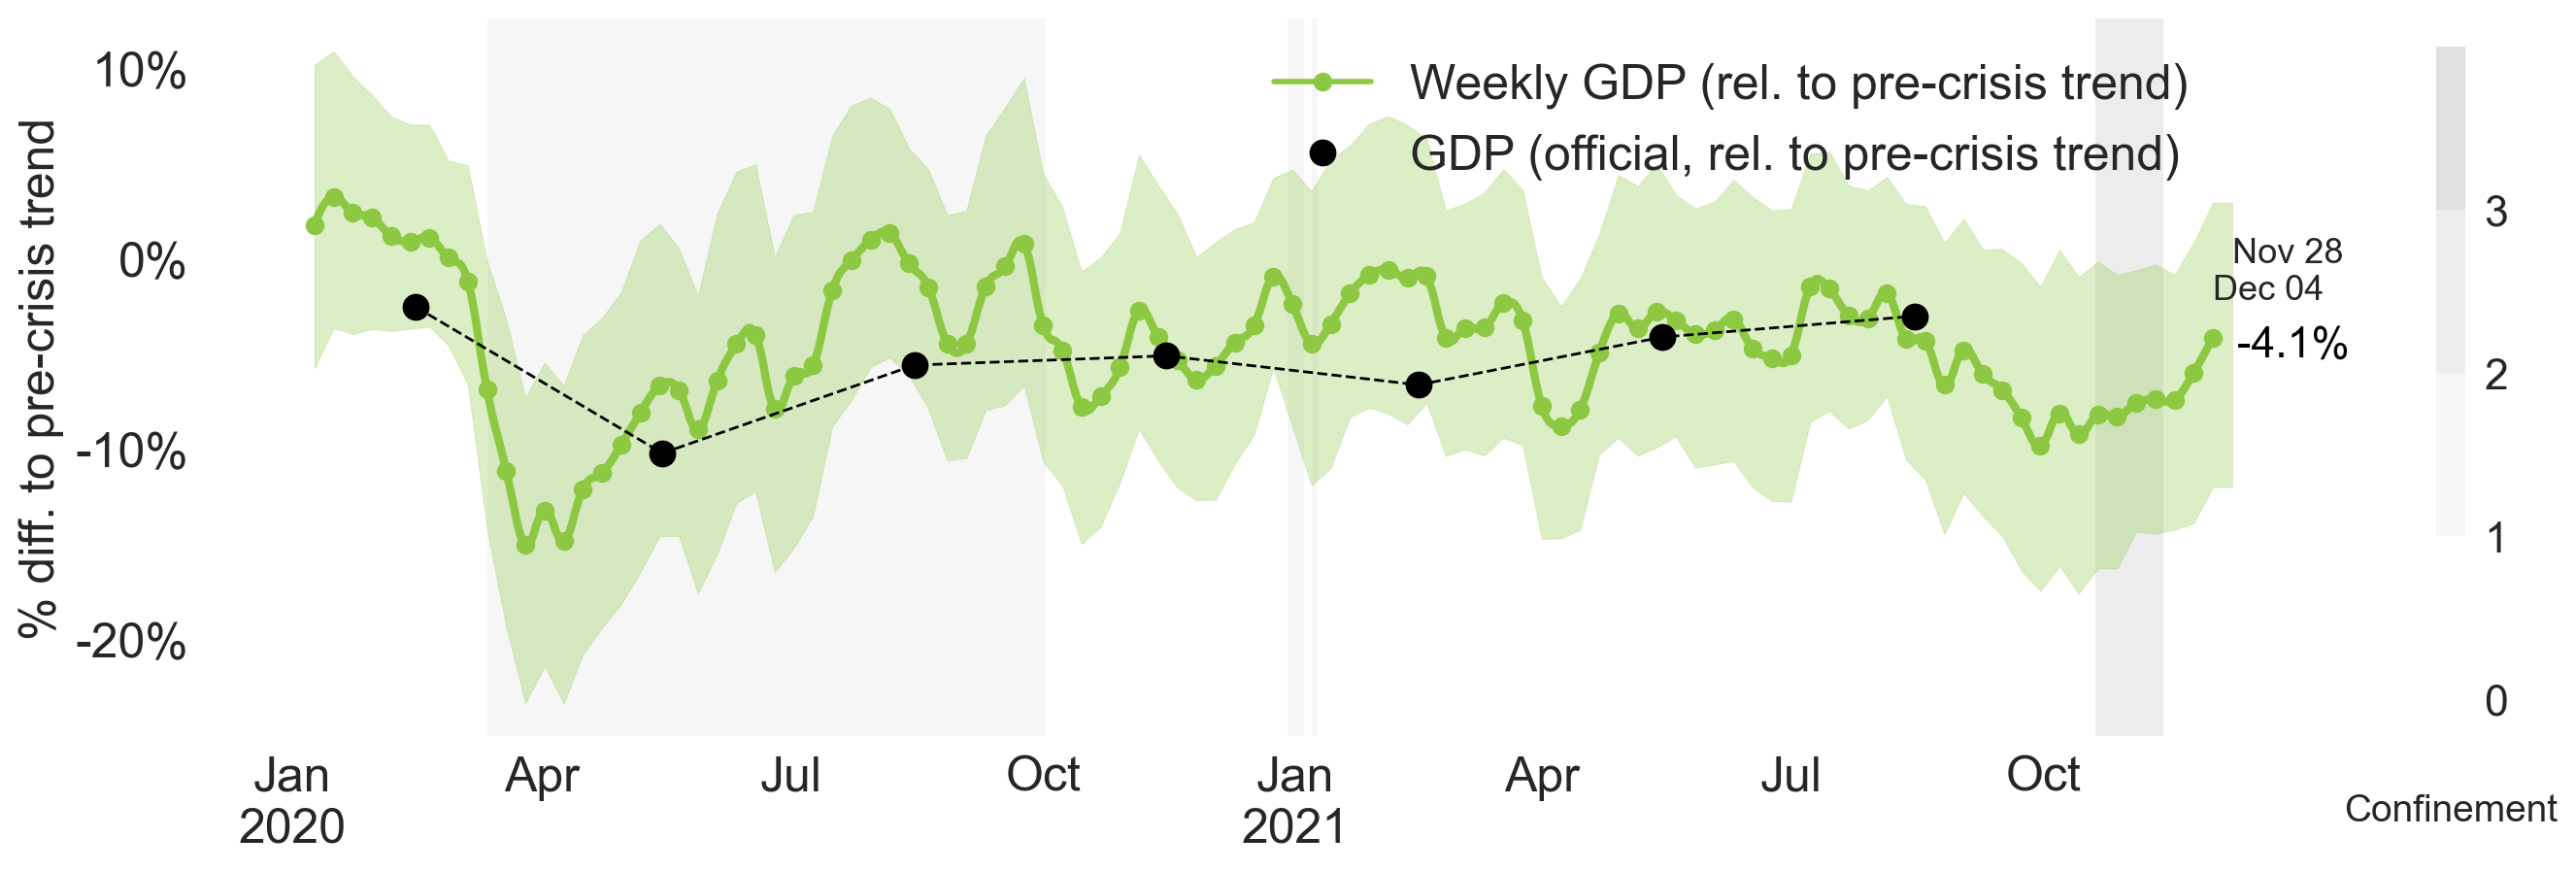 % diff. to pre-crisis trend
10%
0%
-10%
-20%
Weekly GDP (rel. to pre-crisis trend)
GDP (official, rel. to pre-crisis trend)
Nov 28
Dec 04
-4.1%
3
2
1
0
Jan
2020
Apr
Jul
Oct
Jan
2021
Apr
Jul
Oct
Confinement